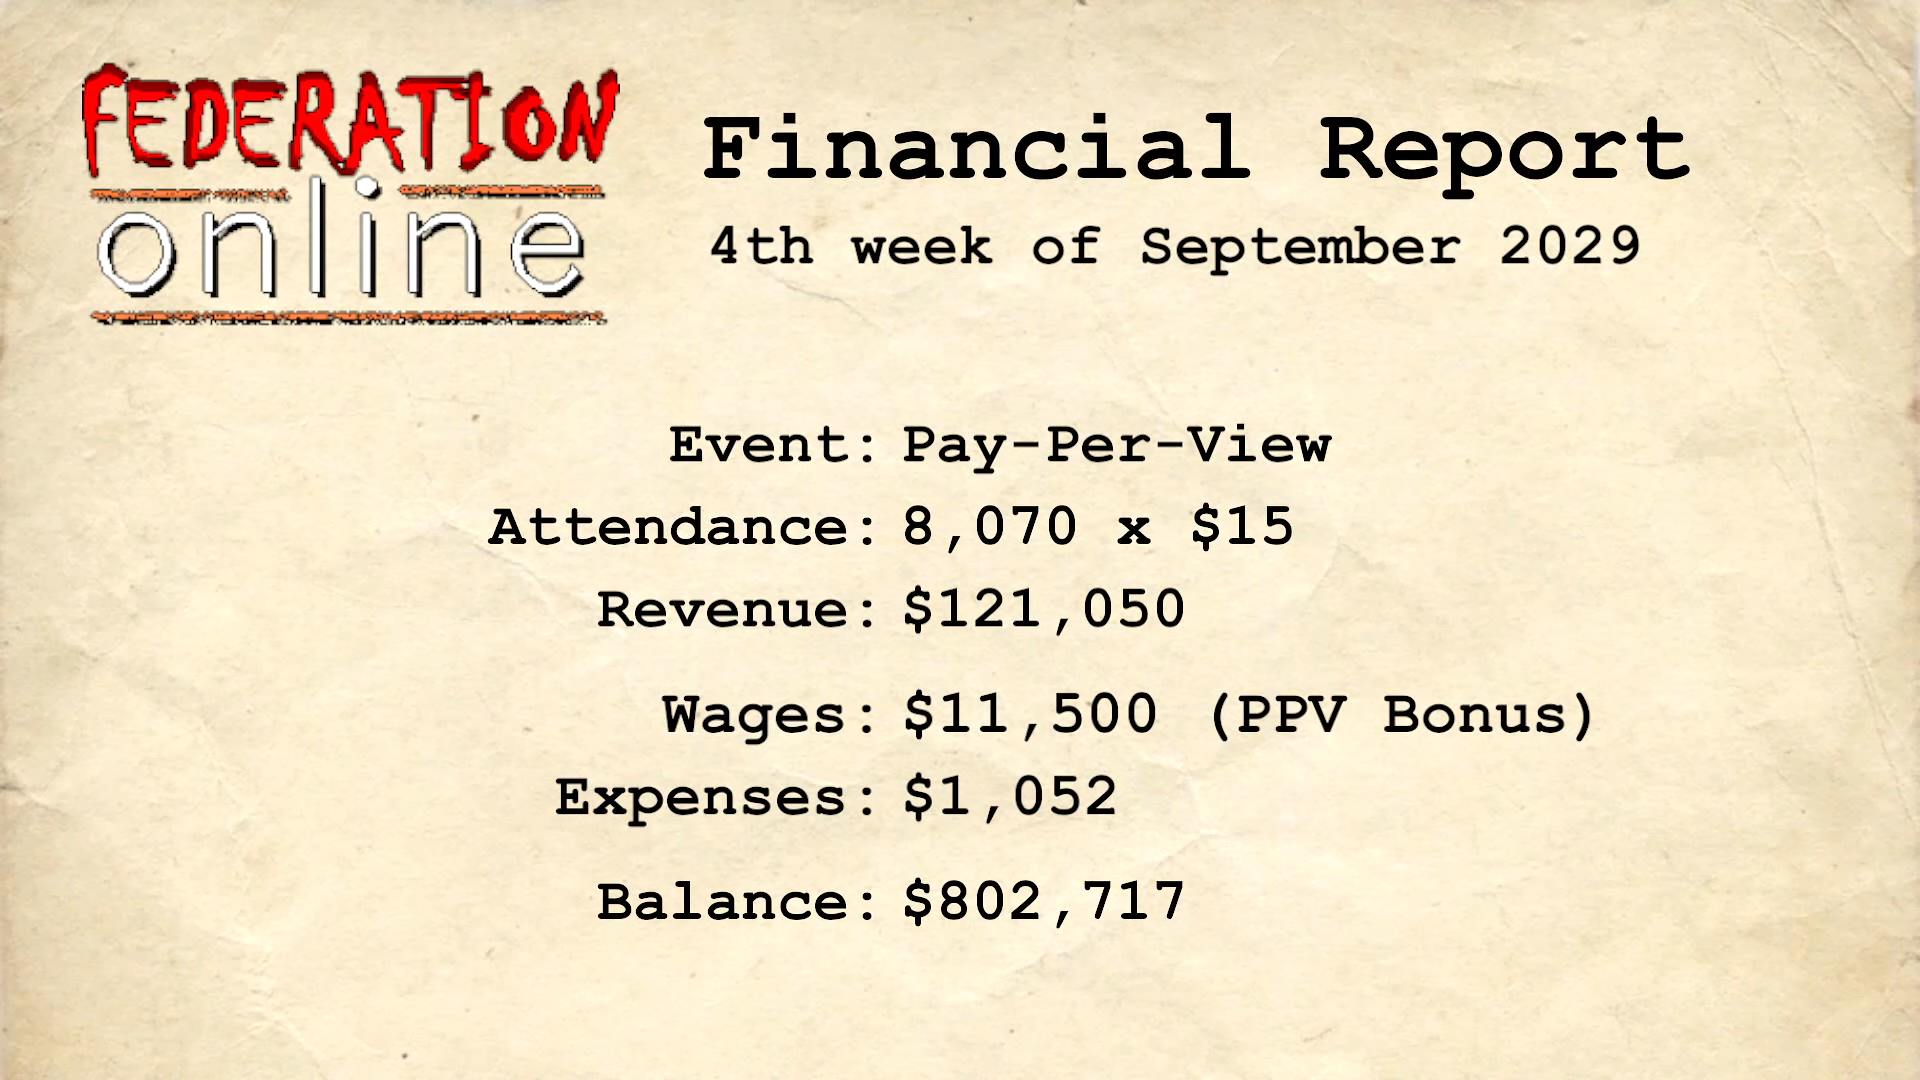 FEDERATION
online
Financial Report
4th week of September 2029
Event: Pay-Per-View
Attendance: 8,070 x $15
Revenue: $121,050
Wages: $11,500 (PPV Bonus)
Expenses: $1,052
Balance: $802,717